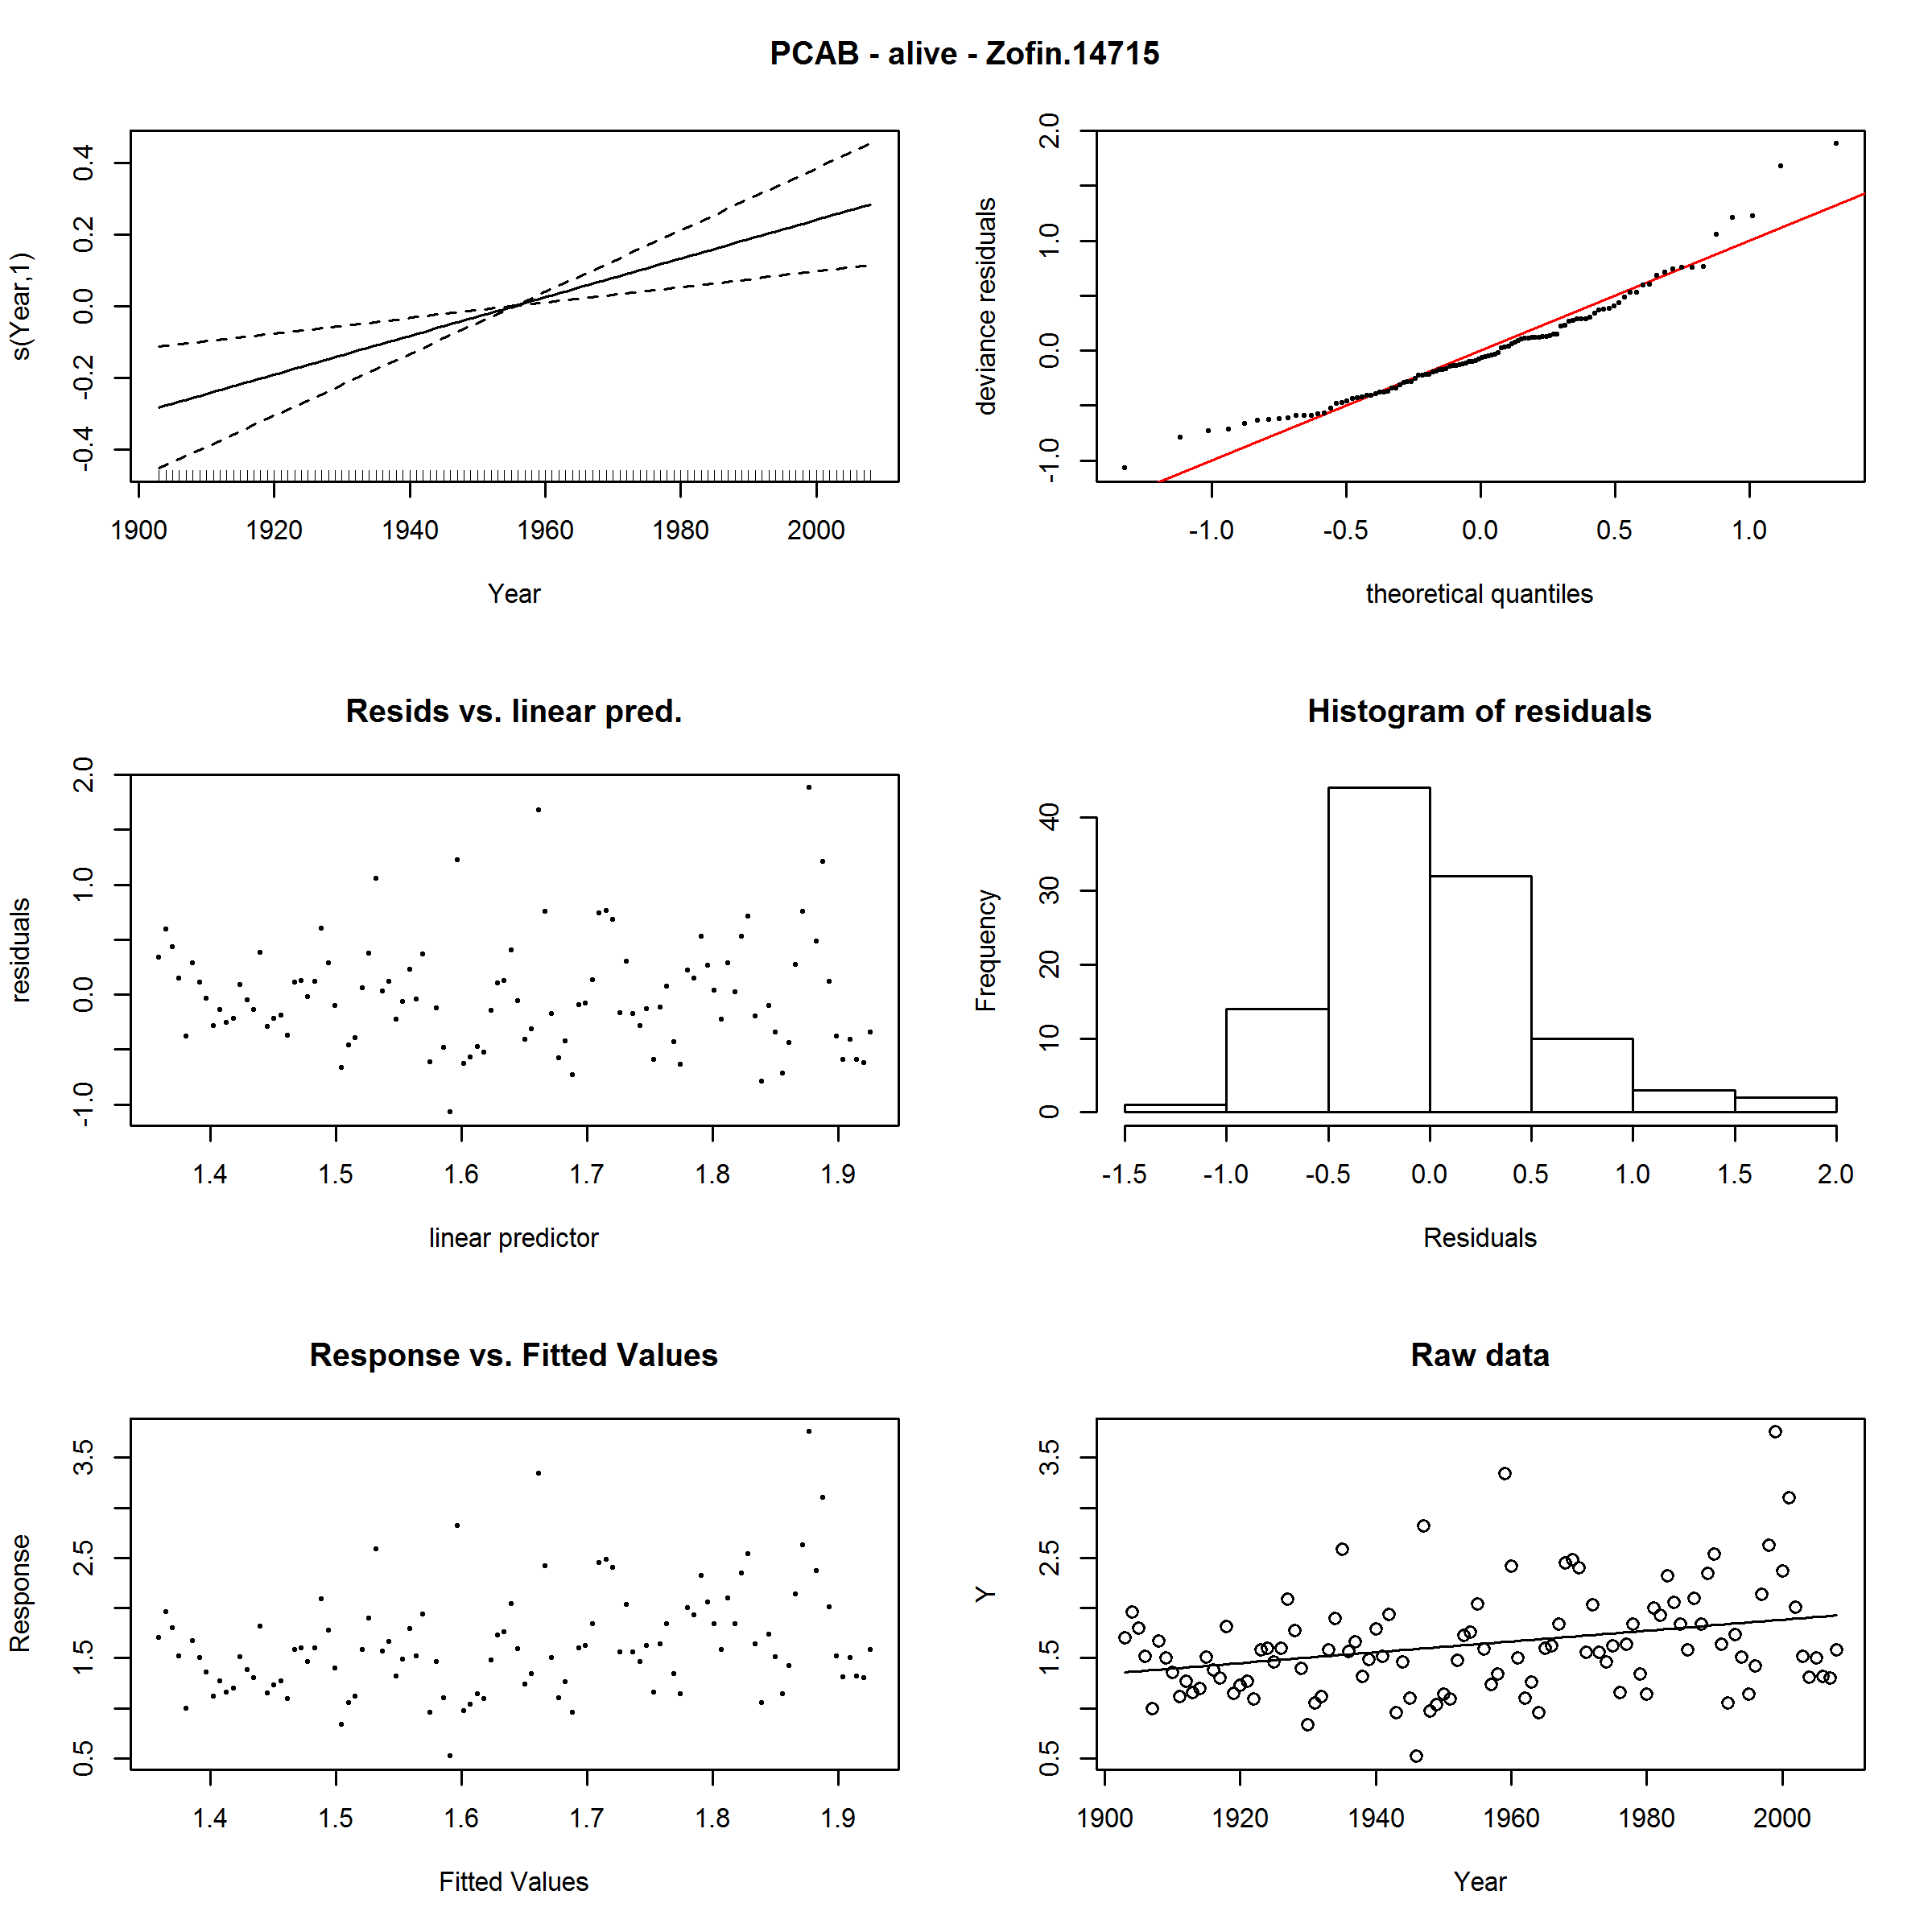 PCAB - alive - Zofin.14715
s(Year,1)
0.4
0.2
0.0
-0.2
-0.4
1900 1920 1940 1960 1980 2000
Year
deviance residuals
2.0
1.0
0.0
-1.0
-1.0 -0.5 0.0 0.5 1.0
theoretical quantiles
Resids vs. linear pred.
residuals
2.0
1.0
0.0
-1.0
1.4 1.5 1.6 1.7 1.8 1.9
linear predictor
Histogram of residuals
Frequency
40
30
20
10
0
-1.5 -1.0 -0.5 0.0 0.5 1.0 1.5 2.0
Residuals
Response vs. Fitted Values
Response
3.5
2.5
1.5
0.5
1.4 1.5 1.6 1.7 1.8 1.9
Fitted Values
Raw data
Y
3.5
2.5
1.5
0.5
1900 1920 1940 1960 1980 2000
Year